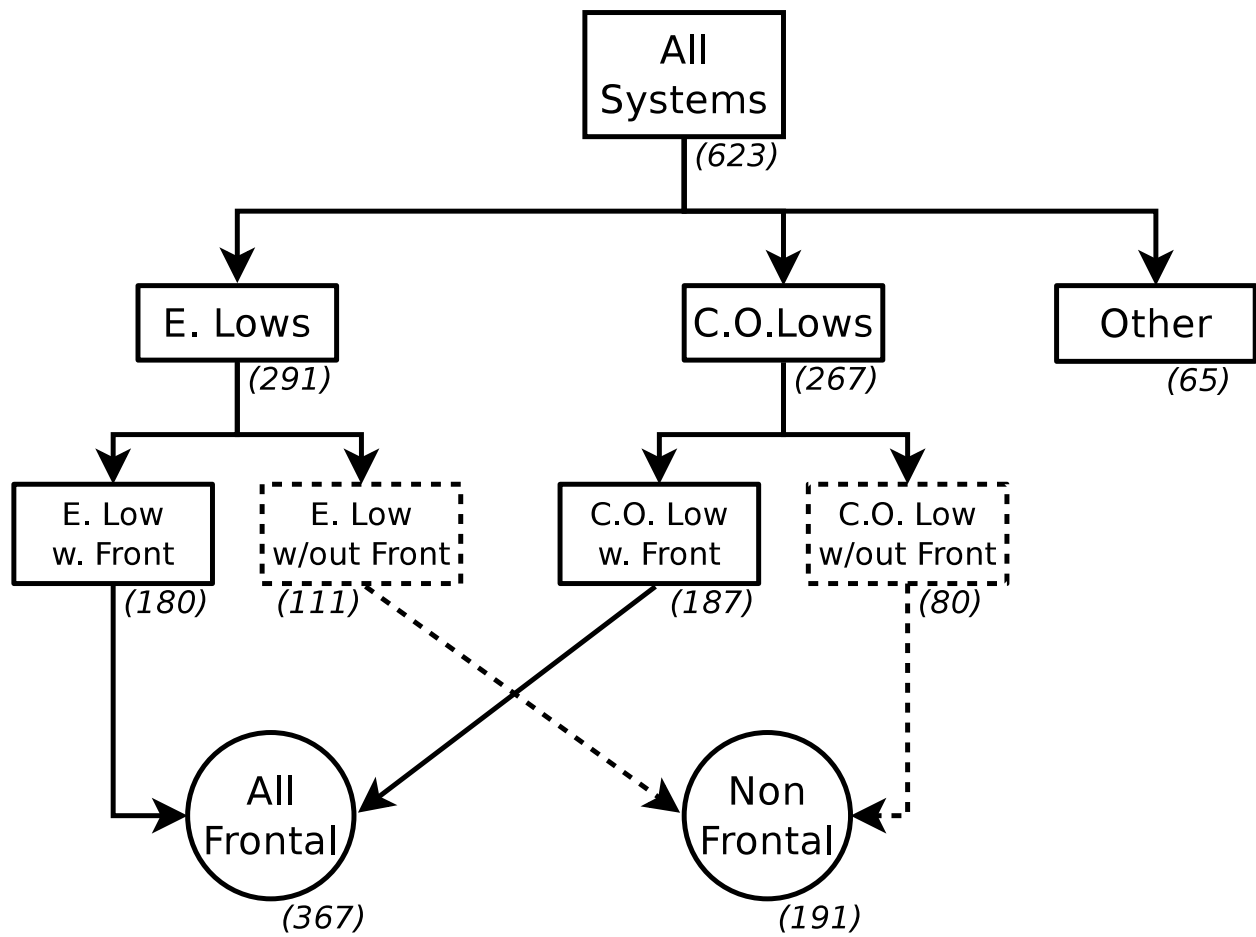 All
Systems
(623)
E. Lows
(291)
C.O.Lows
(267)
Other
(65)
E. Low
w. Front
(180)
E. Low
w/out Front
(111)
C.O. Low
w. Front
(187)
C.O. Low
w/out Front
(80)
All
Frontal
(367)
Non
Frontal
(191)